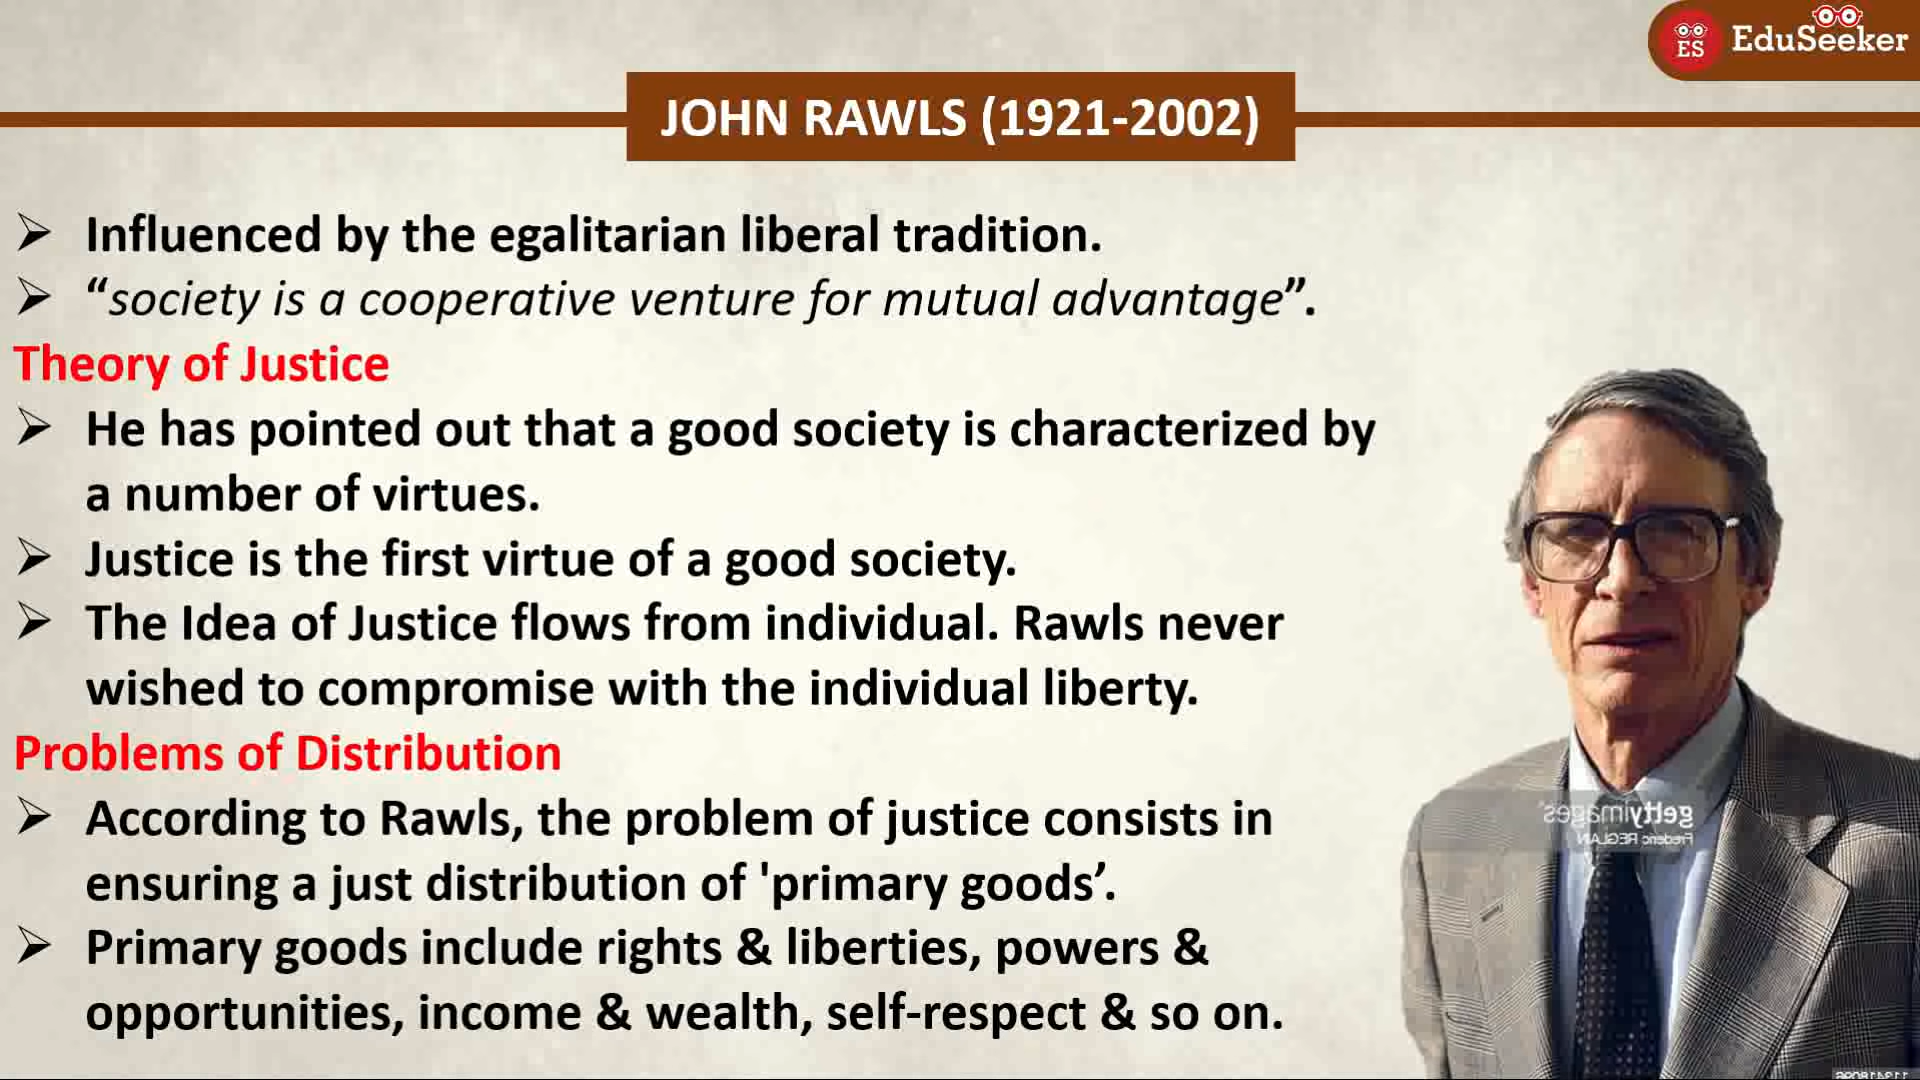 ES EduSeeker
JOHN RAWLS (1921-2002)
➢ Influenced by the egalitarian liberal tradition.
➢ “society is a cooperative venture for mutual advantage”.
Theory of Justice
➢ He has pointed out that a good society is characterized by
a number of virtues.
➢ Justice is the first virtue of a good society.
➢ The Idea of Justice flows from individual. Rawls never
wished to compromise with the individual liberty.
Problems of Distribution
➢ According to Rawls, the problem of justice consists in
ensuring a just distribution of 'primary goods’.
➢ Primary goods include rights & liberties, powers &
opportunities, income & wealth, self-respect & so on.
gettyimages
Frederic REGLAIN